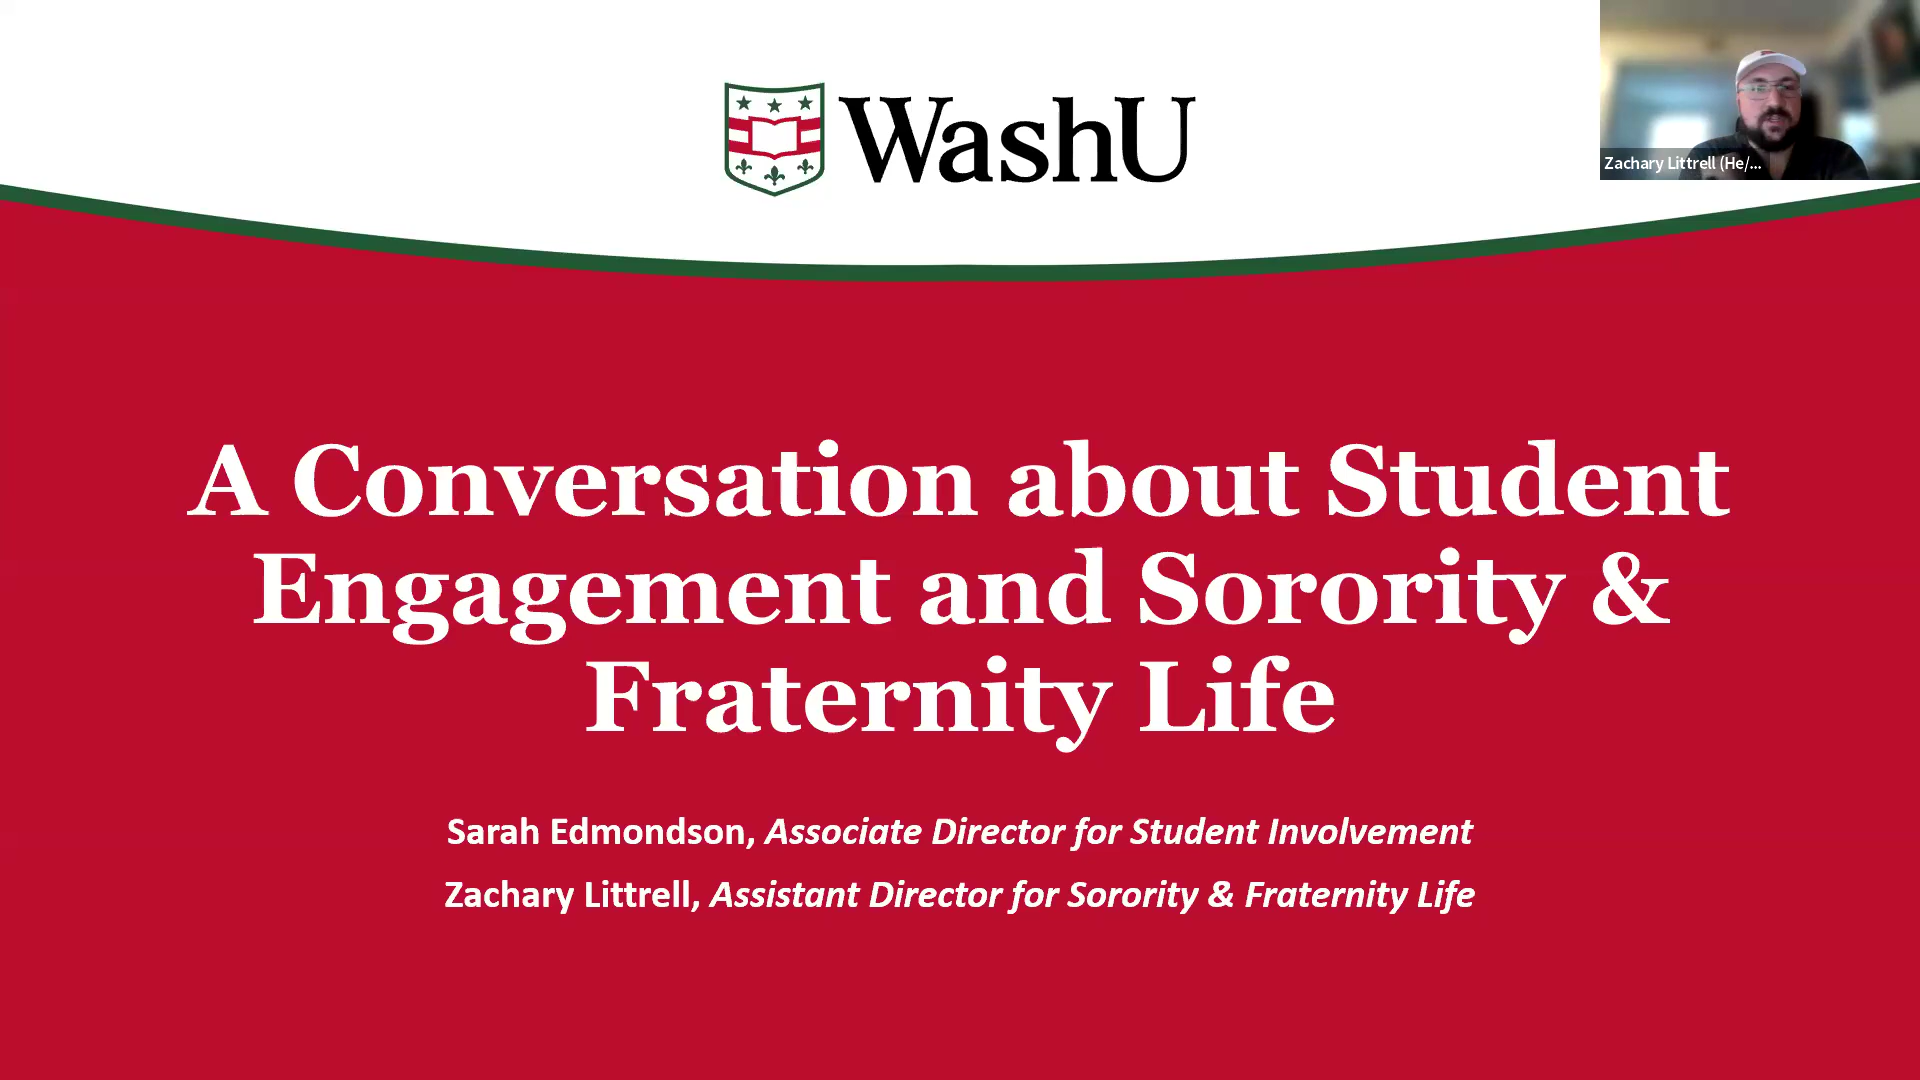 WashU
Zachary Littrell (He/...
A Conversation about Student
Engagement and Sorority &
Fraternity Life
Sarah Edmondson, Associate Director for Student Involvement
Zachary Littrell, Assistant Director for Sorority & Fraternity Life